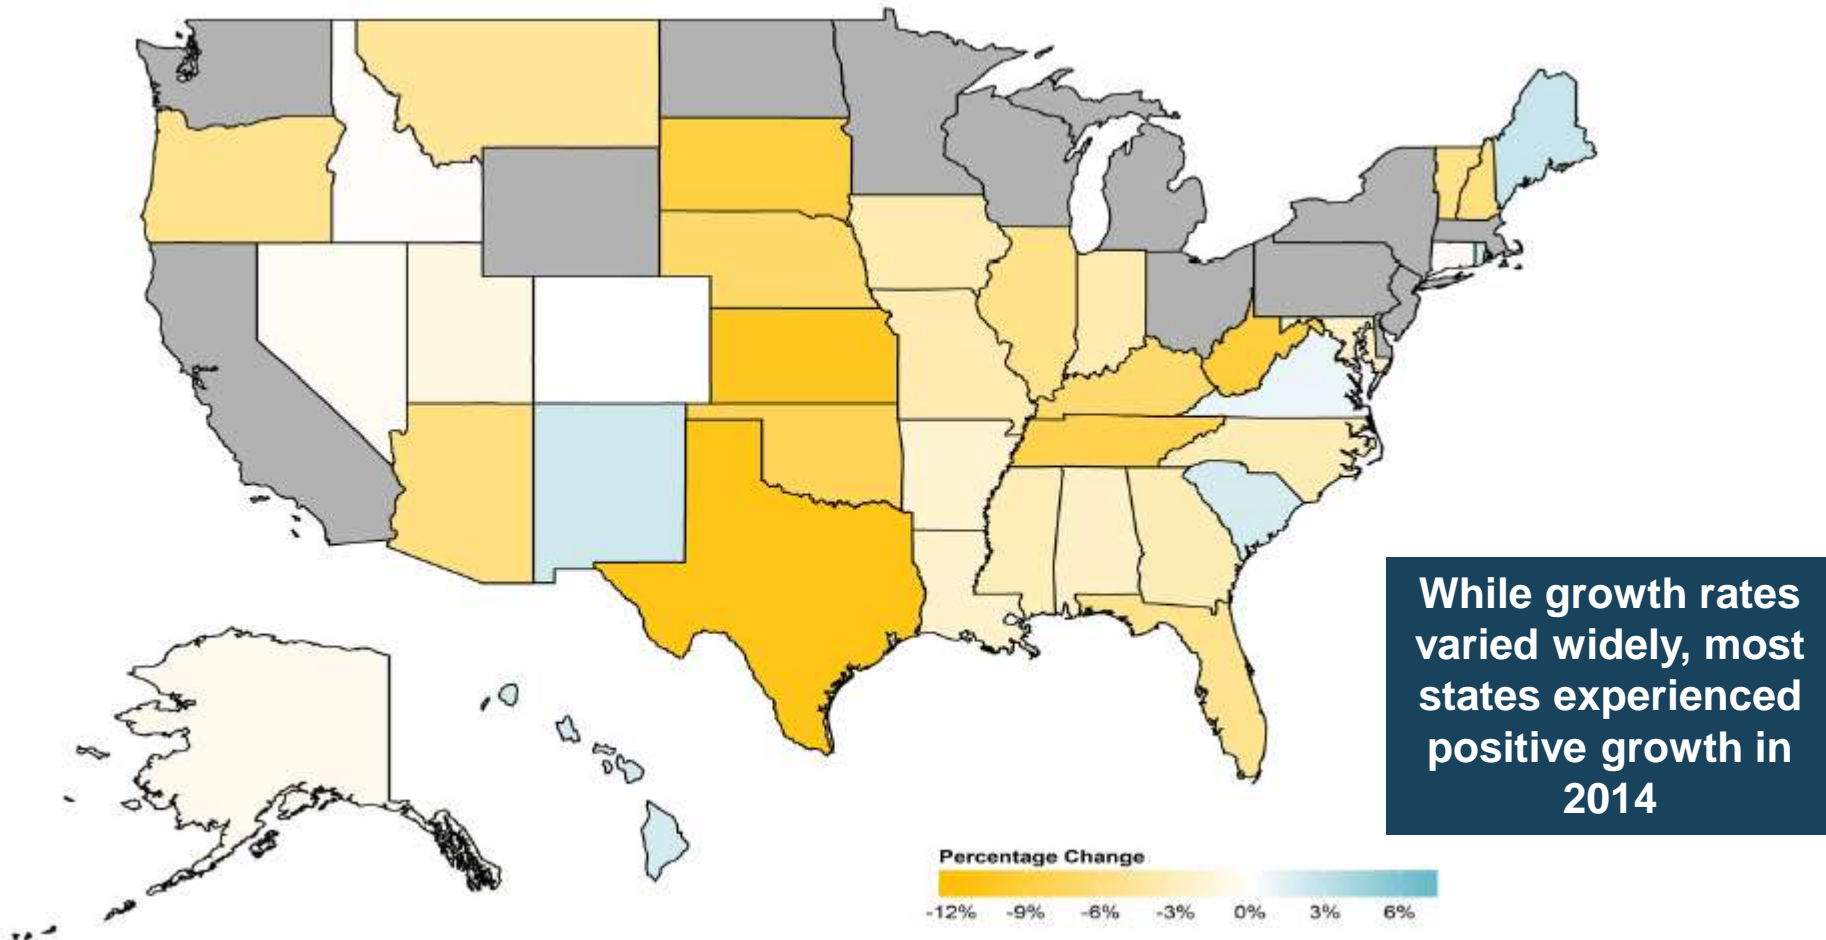 While growth rates
varied widely, most
states experienced
positive growth in
2014
Percentage Change
-12% -9% -6% -3% 0% 3% 6%